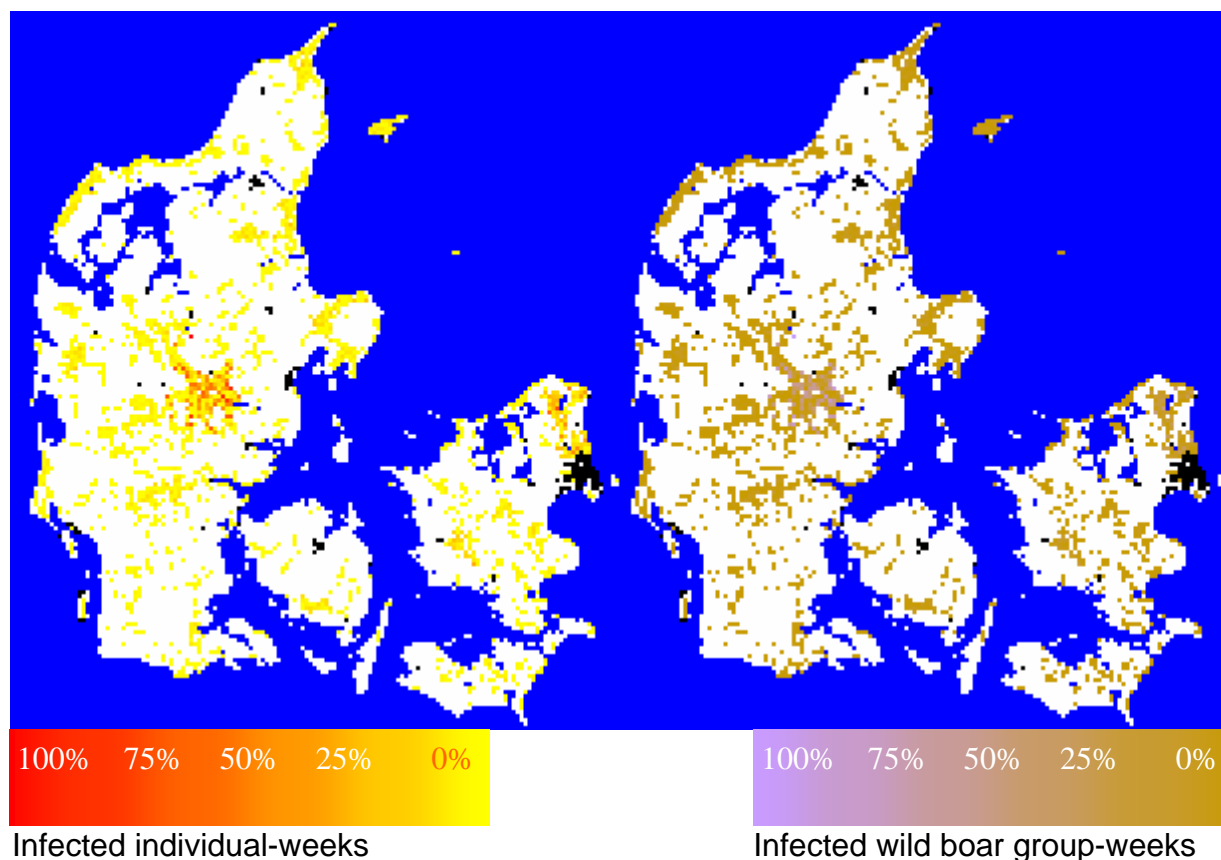 100% 75% 50% 25% 0%
Infected individual-weeks
100% 75% 50% 25% 0%
Infected wild boar group-weeks